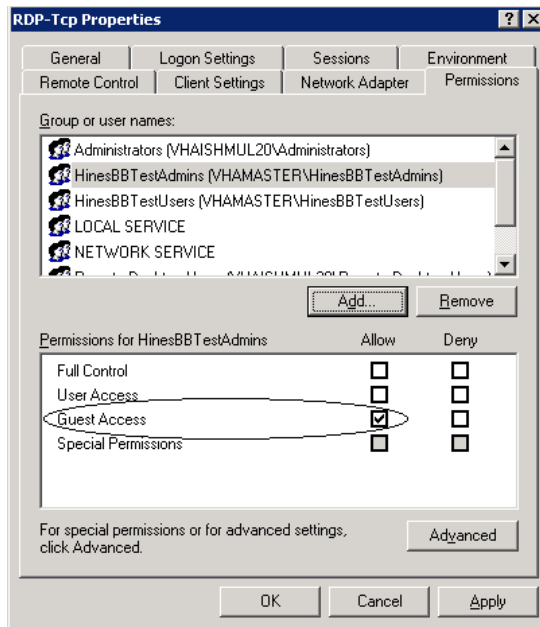 RDP-Tcp Properties
General Logon Settings Sessions Environment
Remote Control Client Settings Network Adapter Permissions
Group or user names:
Administrators (VHAISHMUL20\Administrators)
HinesBBTestAdmins (VHAMASTER\HinesBBTestAdmins)
HinesBBTestUsers (VHAMASTER\HinesBBTestUsers)
LOCAL SERVICE
NETWORK SERVICE
Add... Remove
Permissions for HinesBBTestAdmins Allow Deny
Full Control
User Access
Guest Access
Special Permissions
For special permissions or for advanced settings,
click Advanced.
Advanced
OK Cancel Apply